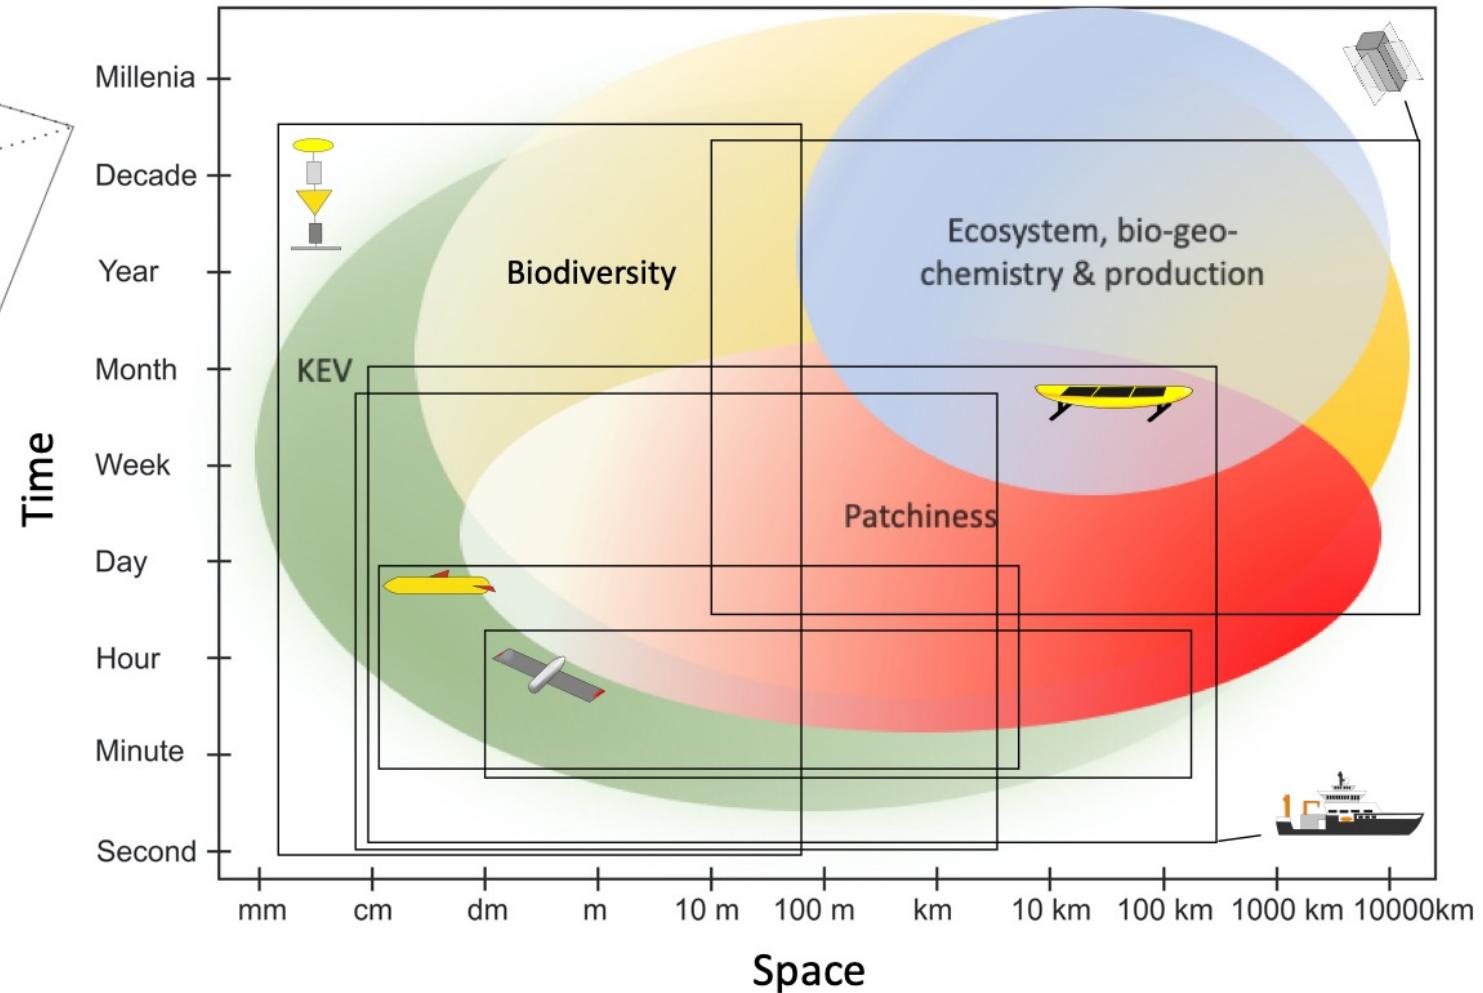 Millenia
Decade
Year
Month
Week
Day
Hour
Minute
Second
Time
Biodiversity
Ecosystem, bio-geo-
chemistry & production
KEV
Patchiness
mm cm dm m 10 m 100 m km 10 km 100 km 1000 km 10000km
Space